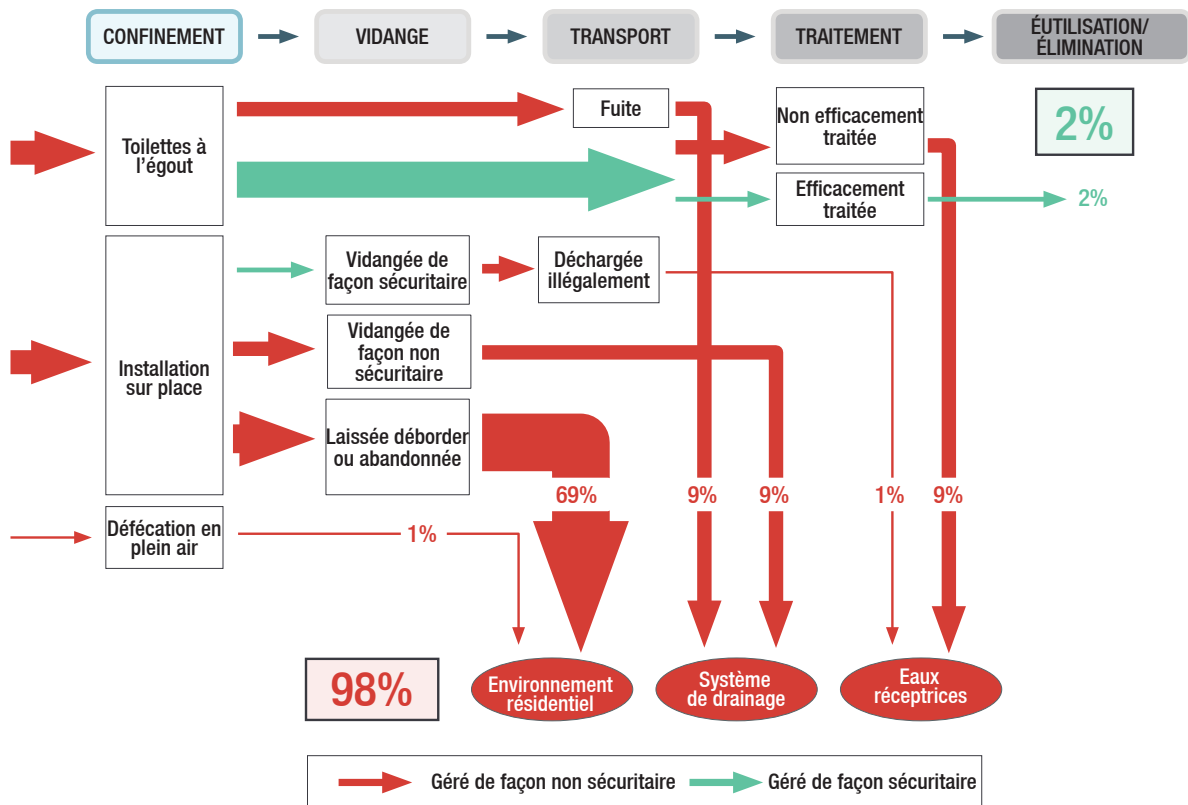 CONFINEMENT
VIDANGE
TRANSPORT
TRAITEMENT
ÉUTILISATION/
ÉLIMINATION
Toilettes à
l'égout
Fuite
Non efficacement
traitée
2%
Efficacement
traitée
2%
Installation
sur place
Vidangée de
façon sécuritaire
Déchargée
illégalement
Vidangée de
façon non
sécuritaire
Laissée déborder
ou abandonnée
69%
9%
9%
1%
9%
Défécation en
plein air
1%
98%
Environnement
résidentiel
Système
de drainage
Eaux
réceptrices
Géré de façon non sécuritaire
Géré de façon sécuritaire